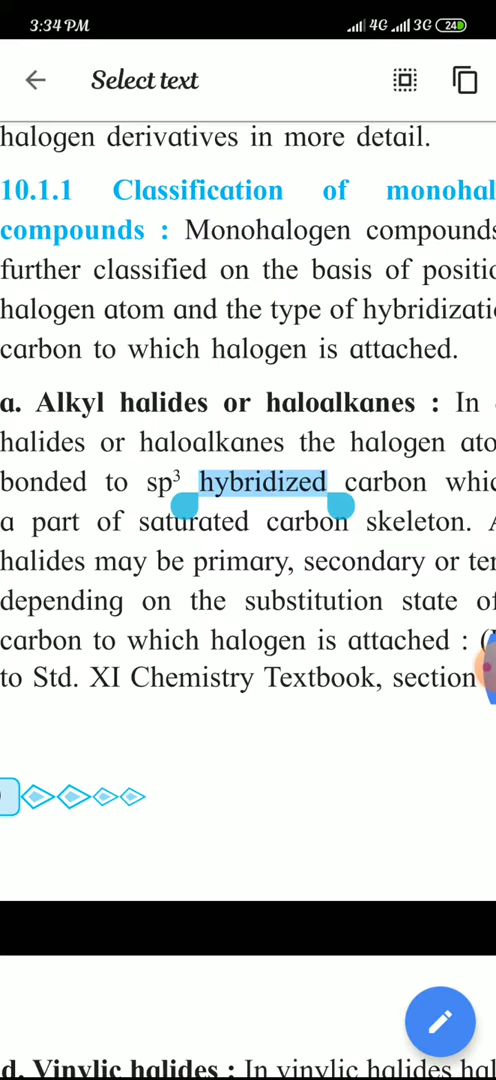 3:34 PM 4G 3G 24
Select text
halogen derivatives in more detail.
10.1.1 Classification of monohal
compounds : Monohalogen compounds
further classified on the basis of positio
halogen atom and the type of hybridizatio
carbon to which halogen is attached.
a. Alkyl halides or haloalkanes : In
halides or haloalkanes the halogen ato
bonded to sp³ hybridized carbon whic
a part of saturated carbon skeleton. A
halides may be primary, secondary or ter
depending on the substitution state of
carbon to which halogen is attached : (
to Std. XI Chemistry Textbook, section
d. Vinylic halides : In vinylic halides hal